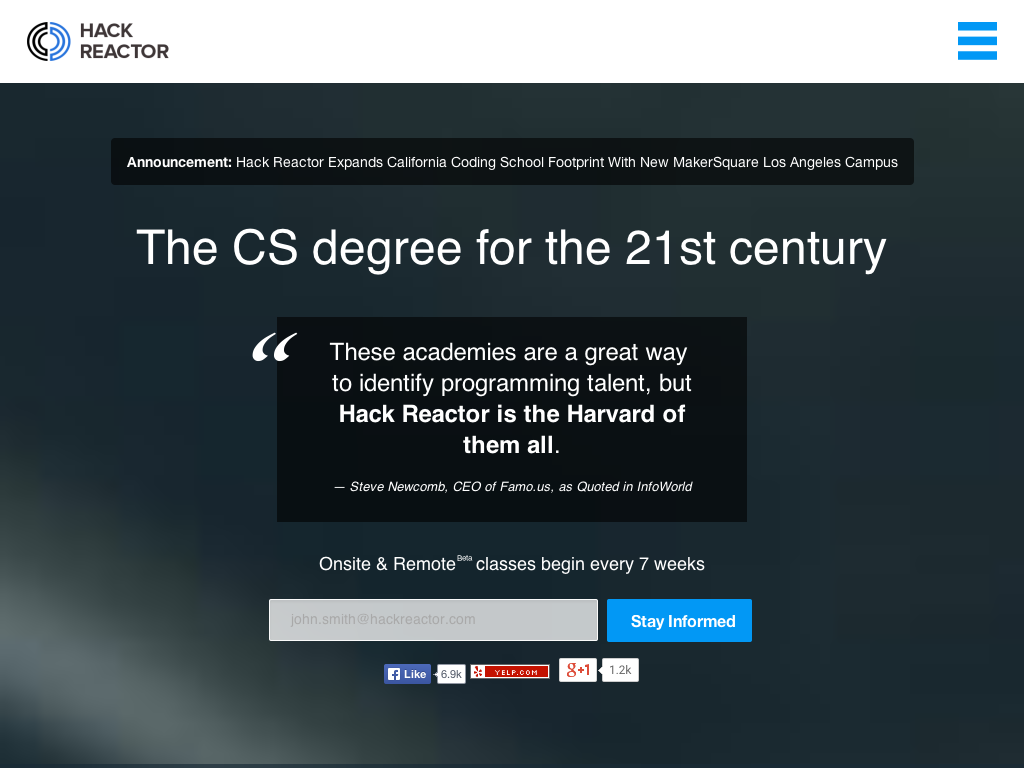 HACK
REACTOR
Announcement: Hack Reactor Expands California Coding School Footprint With New MakerSquare Los Angeles Campus
The CS degree for the 21st century
“
These academies are a great way
to identify programming talent, but
Hack Reactor is the Harvard of
them all.
— Steve Newcomb, CEO of Famo.us, as Quoted in InfoWorld
Onsite & Remote Beta classes begin every 7 weeks
john.smith@hackreactor.com
Stay Informed
Like 6.9k YELP.COM g+1 1.2k